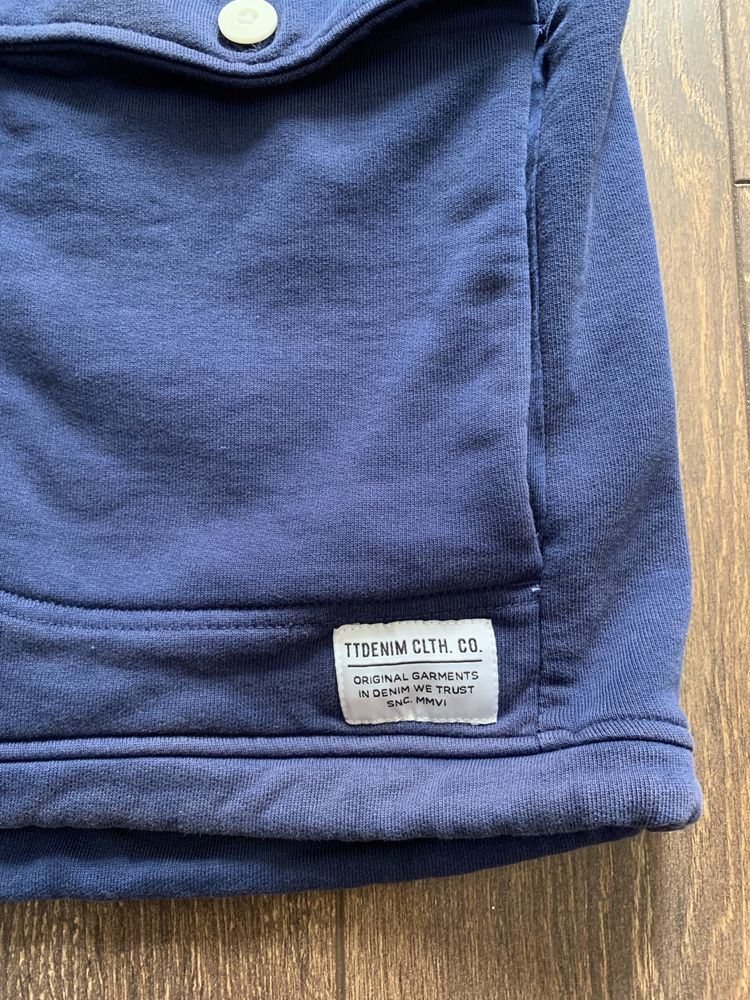 TTDENIM CLTH. CO.
ORIGINAL GARMENTS
IN DENIM WE TRUST
SNC. MMVI